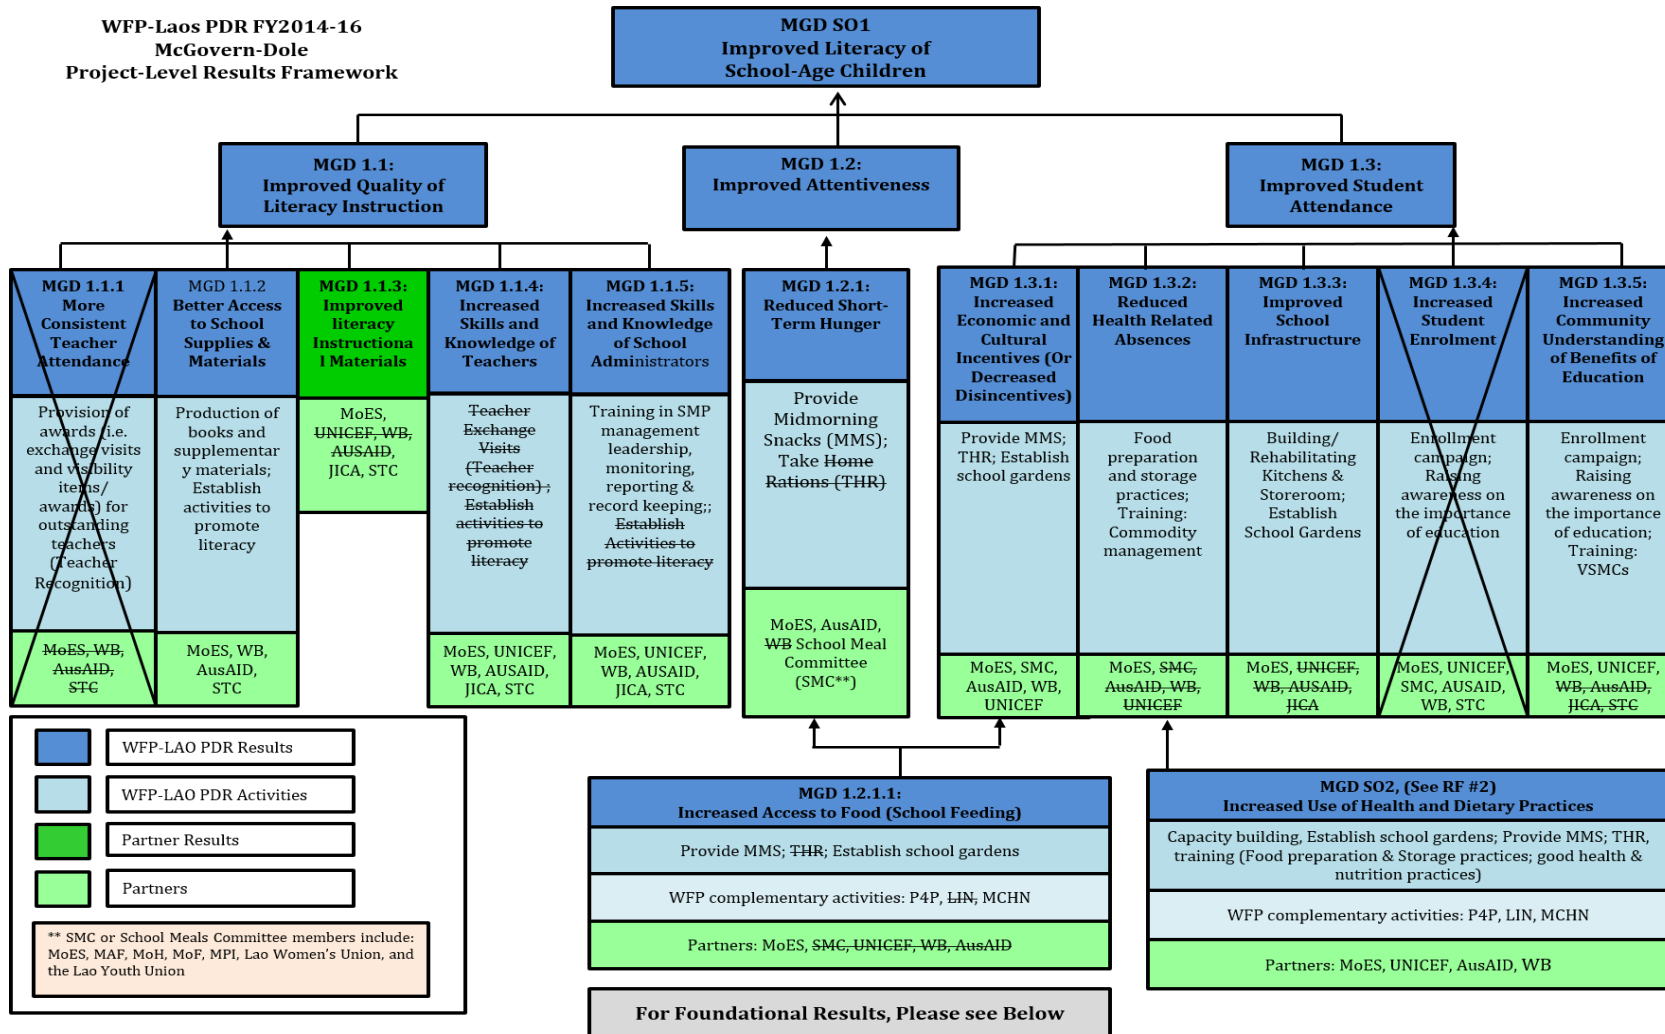 WFP-Laos PDR FY2014-16
McGovern-Dole
Project-Level Results Framework
MGD SO1
Improved Literacy of
School-Age Children
MGD 1.1:
Improved Quality of
Literacy Instruction
MGD 1.2:
Improved Attentiveness
MGD 1.3:
Improved Student
Attendance
MGD 1.1.1
More
Consistent
Teacher
Attendance
Provision of
awards (i.e.
exchange visits
and visibility
items/
awards) for
outstanding
teachers
(Teacher
Recognition)
MoES, WB,
AusAID,
STC
MGD 1.1.2
Better Access
to School
Supplies &
Materials
Production of
books and
supplementar
y materials;
Establish
activities to
promote
literacy
MoES, WB,
AusAID,
STC
MGD 1.1.3:
Improved
literacy
Instructiona
l Materials
MoES,
UNICEF, WB,
AUSAID,
JICA, STC
MGD 1.1.4:
Increased
Skills and
Knowledge of
Teachers
Teacher
Exchange
Visits
(Teacher
recognition) ;
Establish
activities to
promote
literacy
MoES, UNICEF,
WB, AUSAID,
JICA, STC
MGD 1.1.5:
Increased Skills
and Knowledge
of School
Administrators
Training in SMP
management
leadership,
monitoring,
reporting &
record keeping;;
Establish
Activities to
promote literacy
MoES, UNICEF,
WB, AUSAID,
JICA, STC
MGD 1.2.1:
Reduced Short-
Term Hunger
Provide
Midmorning
Snacks (MMS);
Take Home
Rations (THR)
MoES, AusAID,
WB School Meal
Committee
(SMC**)
MGD 1.3.1:
Increased
Economic and
Cultural
Incentives (Or
Decreased
Disincentives)
Provide MMS;
THR; Establish
school gardens
MoES, SMC,
AusAID, WB,
UNICEF
MGD 1.3.2:
Reduced
Health Related
Absences
Food
preparation
and storage
practices;
Training:
Commodity
management
MoES, SMC,
AusAID, WB,
UNICEF
MGD 1.3.3:
Improved
School
Infrastructure
Building/
Rehabilitating
Kitchens &
Storeroom;
Establish
School Gardens
MoES, UNICEF,
WB, AUSAID,
JICA
MGD 1.3.4:
Increased
Student
Enrolment
Enrollment
campaign;
Raising
awareness on
the importance
of education
MoES, UNICEF,
SMC, AUSAID,
WB, STC
MGD 1.3.5:
Increased
Community
Understanding
of Benefits of
Education
Enrollment
campaign;
Raising
awareness on
the importance
of education;
Training:
VSMCs
MoES, UNICEF,
WB, AusAID,
JICA, STC
WFP-LAO PDR Results
WFP-LAO PDR Activities
Partner Results
Partners
** SMC or School Meals Committee members include:
MoES, MAF, MoH, MoF, MPI, Lao Women's Union, and
the Lao Youth Union
MGD 1.2.1.1:
Increased Access to Food (School Feeding)
Provide MMS; THR; Establish school gardens
WFP complementary activities: P4P, LIN, MCHN
Partners: MoES, SMC, UNICEF, WB, AusAID
MGD SO2, (See RF #2)
Increased Use of Health and Dietary Practices
Capacity building, Establish school gardens; Provide MMS; THR,
training (Food preparation & Storage practices; good health &
nutrition practices)
WFP complementary activities: P4P, LIN, MCHN
Partners: MoES, UNICEF, AusAID, WB
For Foundational Results, Please see Below